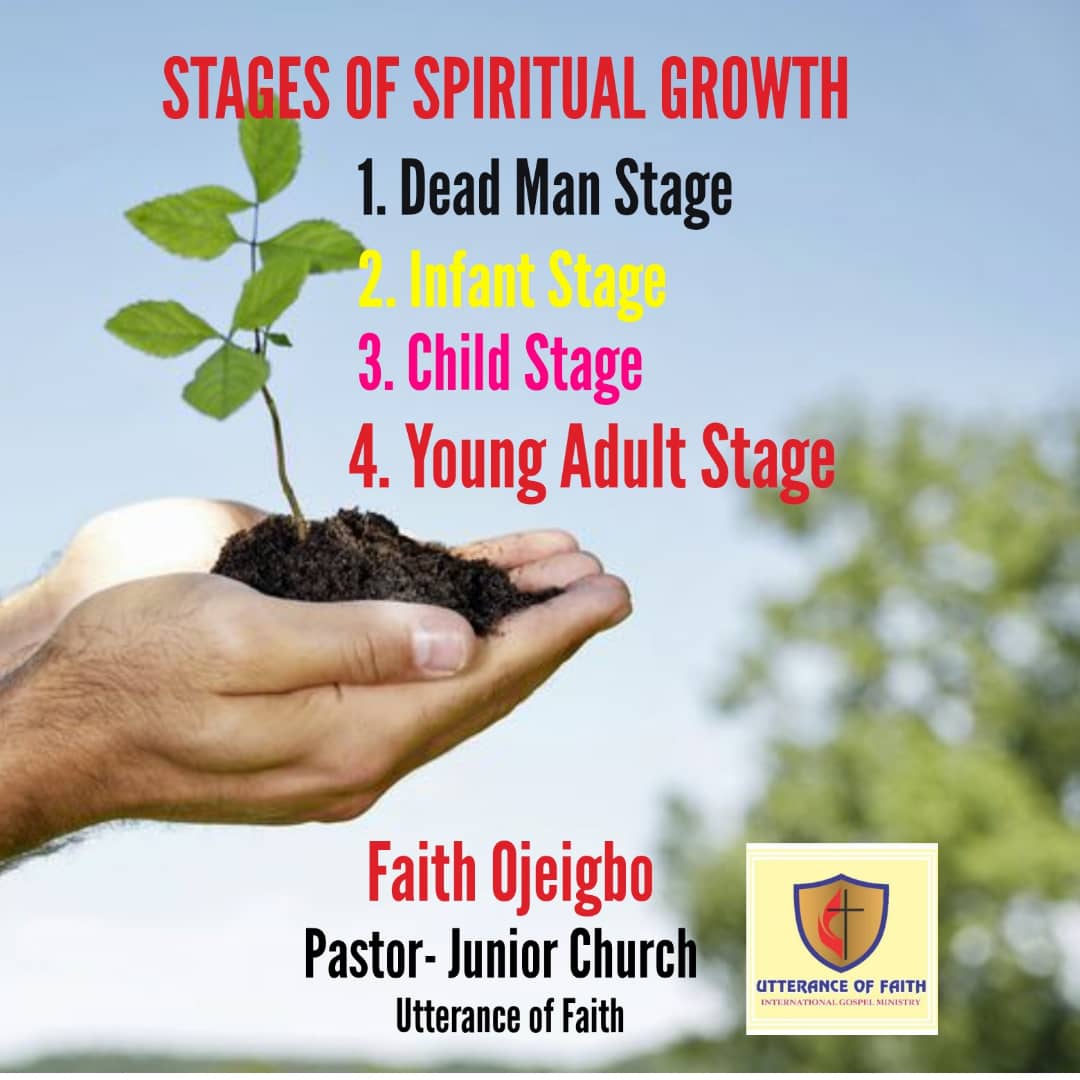 STAGES OF SPIRITUAL GROWTH
1. Dead Man Stage
2. Infant Stage
3. Child Stage
4. Young Adult Stage
Faith Ojeigbo
Pastor- Junior Church
Utterance of Faith
UTTERANCE OF FAITH
INTERNATIONAL GOSPEL MINISTRY